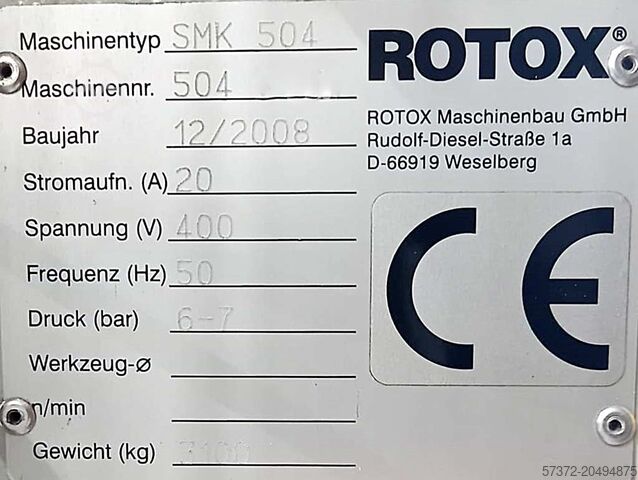 Maschinentyp SMK 504
Maschinennr. 504
Baujahr 12/2008
Stromaufn. (A) 20
Spannung (V) 400
Frequenz (Hz) 50
Druck (bar) 6-7
Werkzeug-ø
n/min
Gewicht (kg) 3100
ROTOX®
ROTOX Maschinenbau GmbH
Rudolf-Diesel-Straße 1a
D-66919 Weselberg
CE
57372-20494875